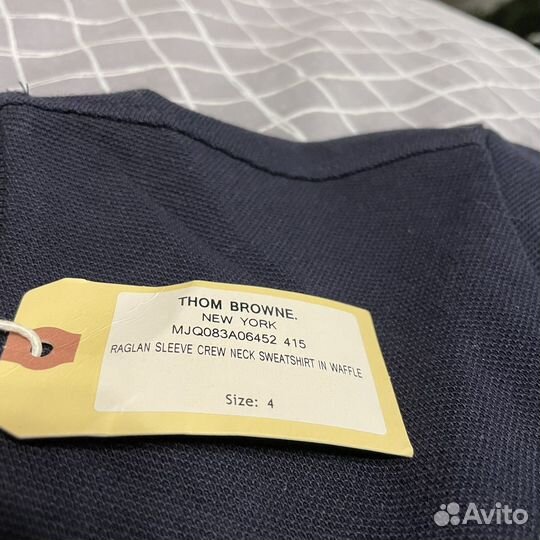 THOM BROWNE.
NEW YORK
MJQ083A06452 415
RAGLAN SLEEVE CREW NECK SWEATSHIRT IN WAFFLE
Size: 4
Avito